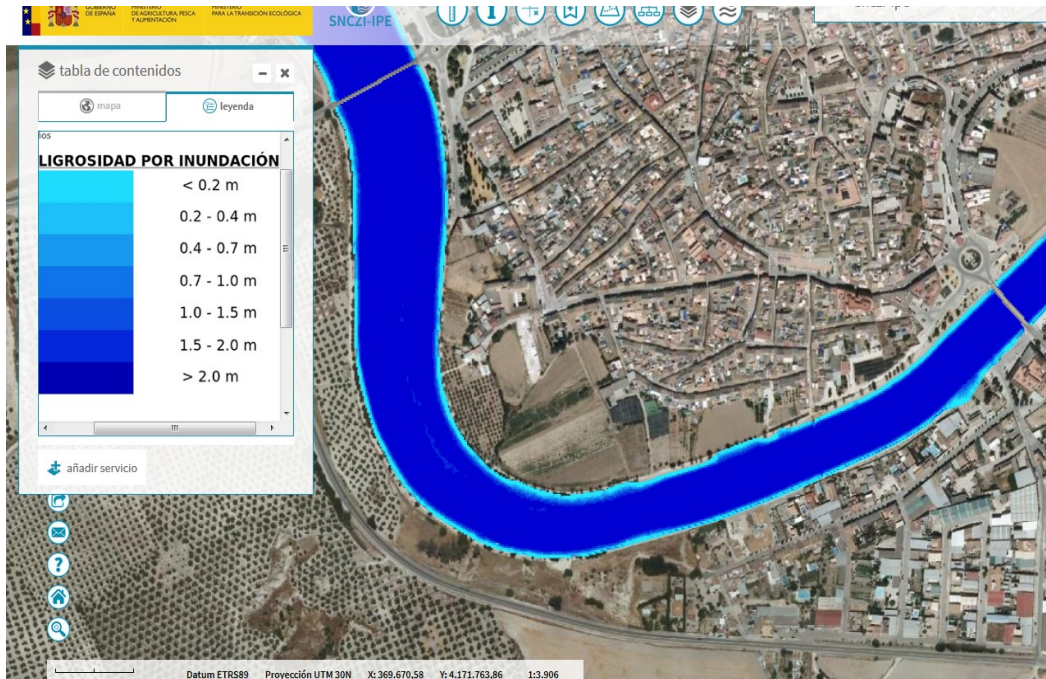 GOBIERNO
DE ESPAÑA
MINISTERIO
DE AGRICULTURA, PESCA
Y ALIMENTACIÓN
MINISTERIO
PARA LA TRANSICIÓN ECOLÓGICA
SNCZI-IPE
SNCZI-IPE
tabla de contenidos
mapa
leyenda
ios
LIGROSIDAD POR INUNDACIÓN
< 0.2 m
0.2 - 0.4 m
0.4 - 0.7 m
0.7 - 1.0 m
1.0 - 1.5 m
1.5 - 2.0 m
> 2.0 m
añadir servicio
Datum ETRS89 Proyección UTM 30N X: 369.670,58 Y: 4.171.763,86 1:3.906